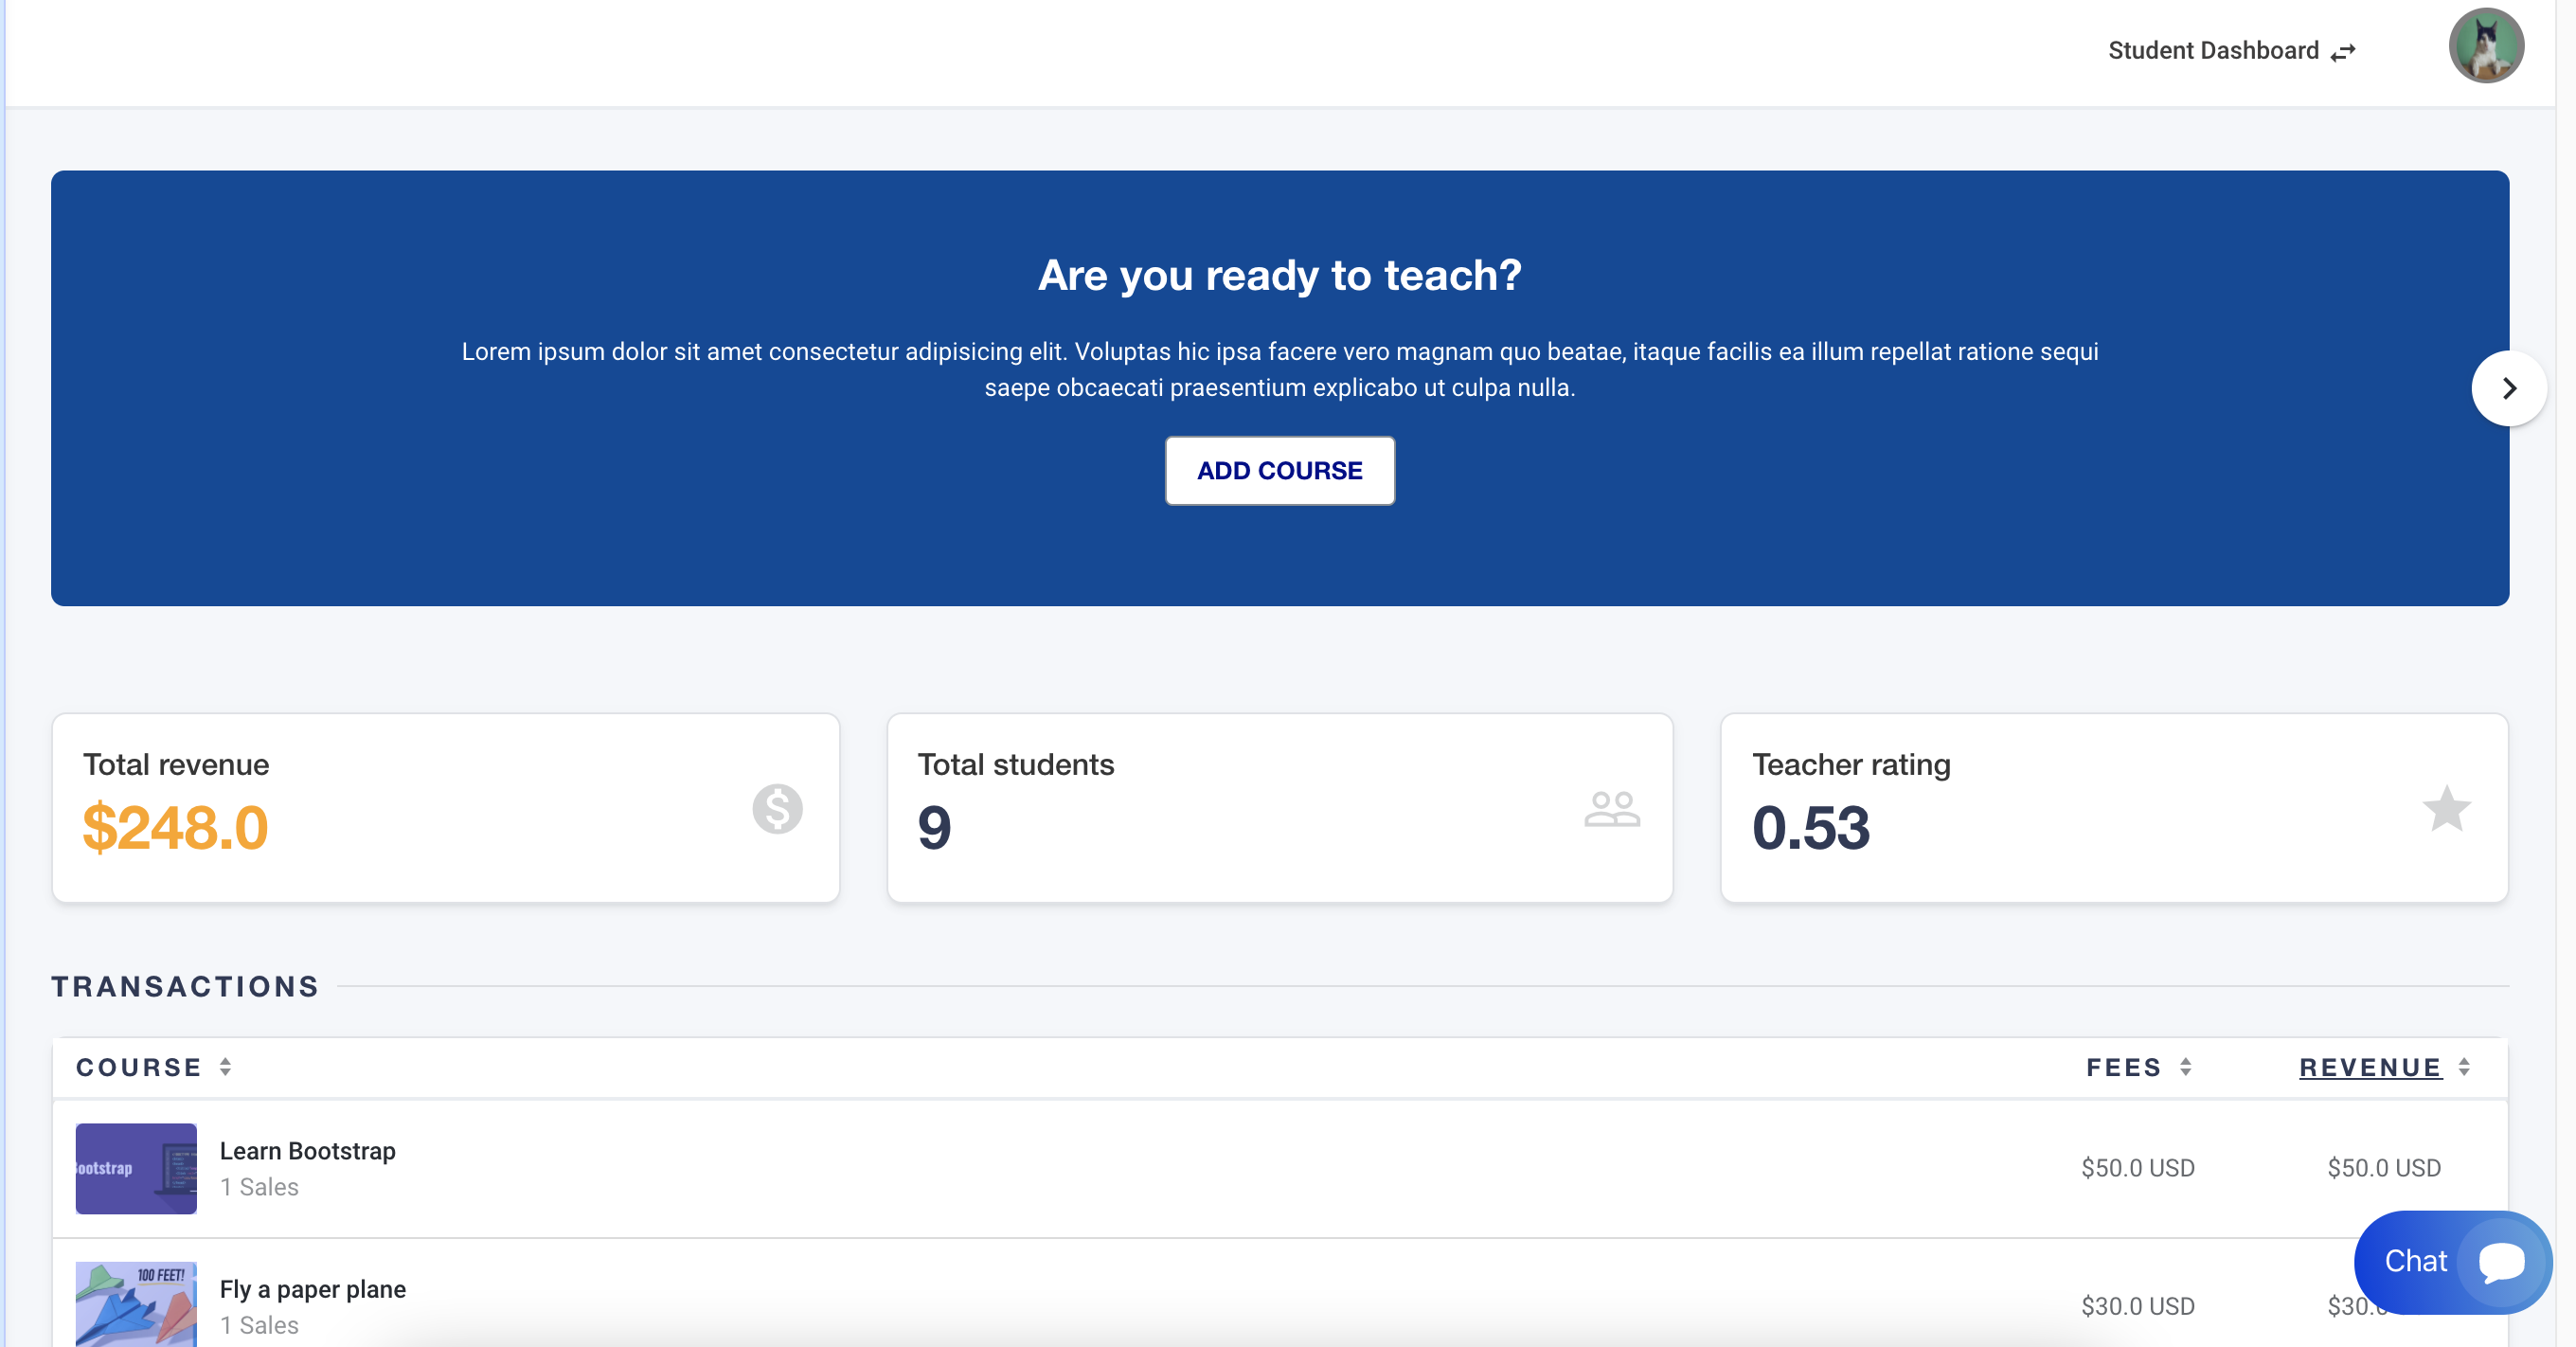 Student Dashboard
Are you ready to teach?
Lorem ipsum dolor sit amet consectetur adipisicing elit. Voluptas hic ipsa facere vero magnam quo beatae, itaque facilis ea illum repellat ratione sequi
saepe obcaecati praesentium explicabo ut culpa nulla.
ADD COURSE
Total revenue
$248.0
Total students
9
Teacher rating
0.53
TRANSACTIONS
COURSE FEES REVENUE
ootstrap
Learn Bootstrap
1 Sales
$50.0 USD $50.0 USD
100 FEET!
Fly a paper plane
1 Sales
$30.0 USD $30.
Chat